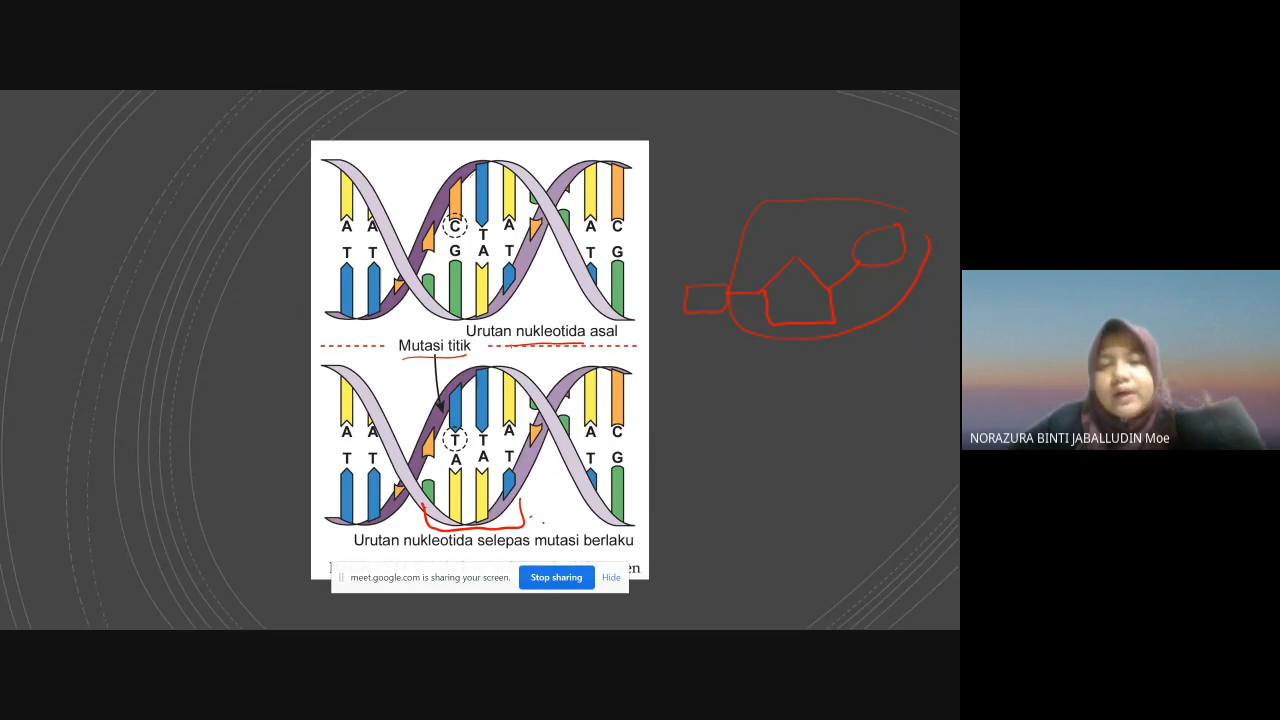 A A C T A A C
T T G A T T G
Urutan nukleotida asal
Mutasi titik
A A T T A A C
T T A A T T G
Urutan nukleotida selepas mutasi berlaku
en
meet.google.com is sharing your screen. Stop sharing Hide
NORAZURA BINTI JABALLUDIN Moe